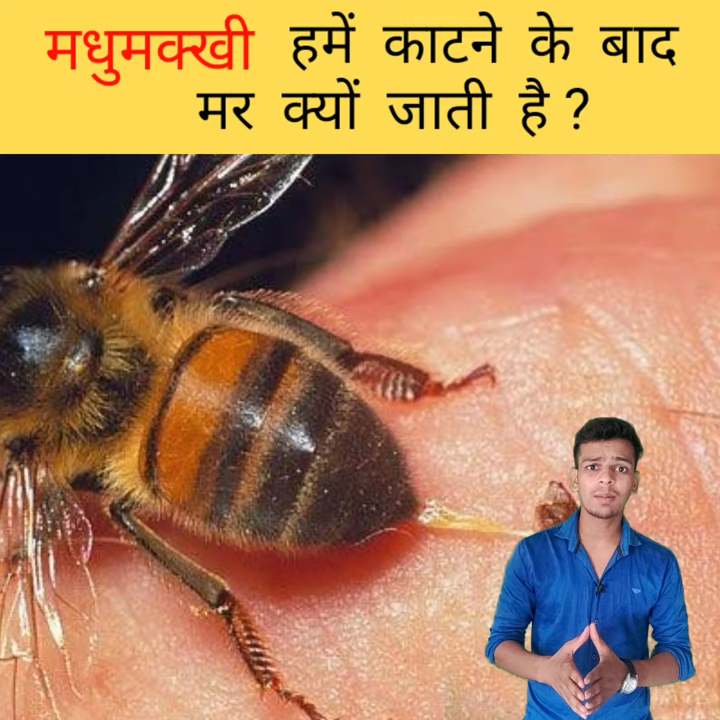 मधुमक्खी हमें काटने के बाद
मर क्यों जाती है ?